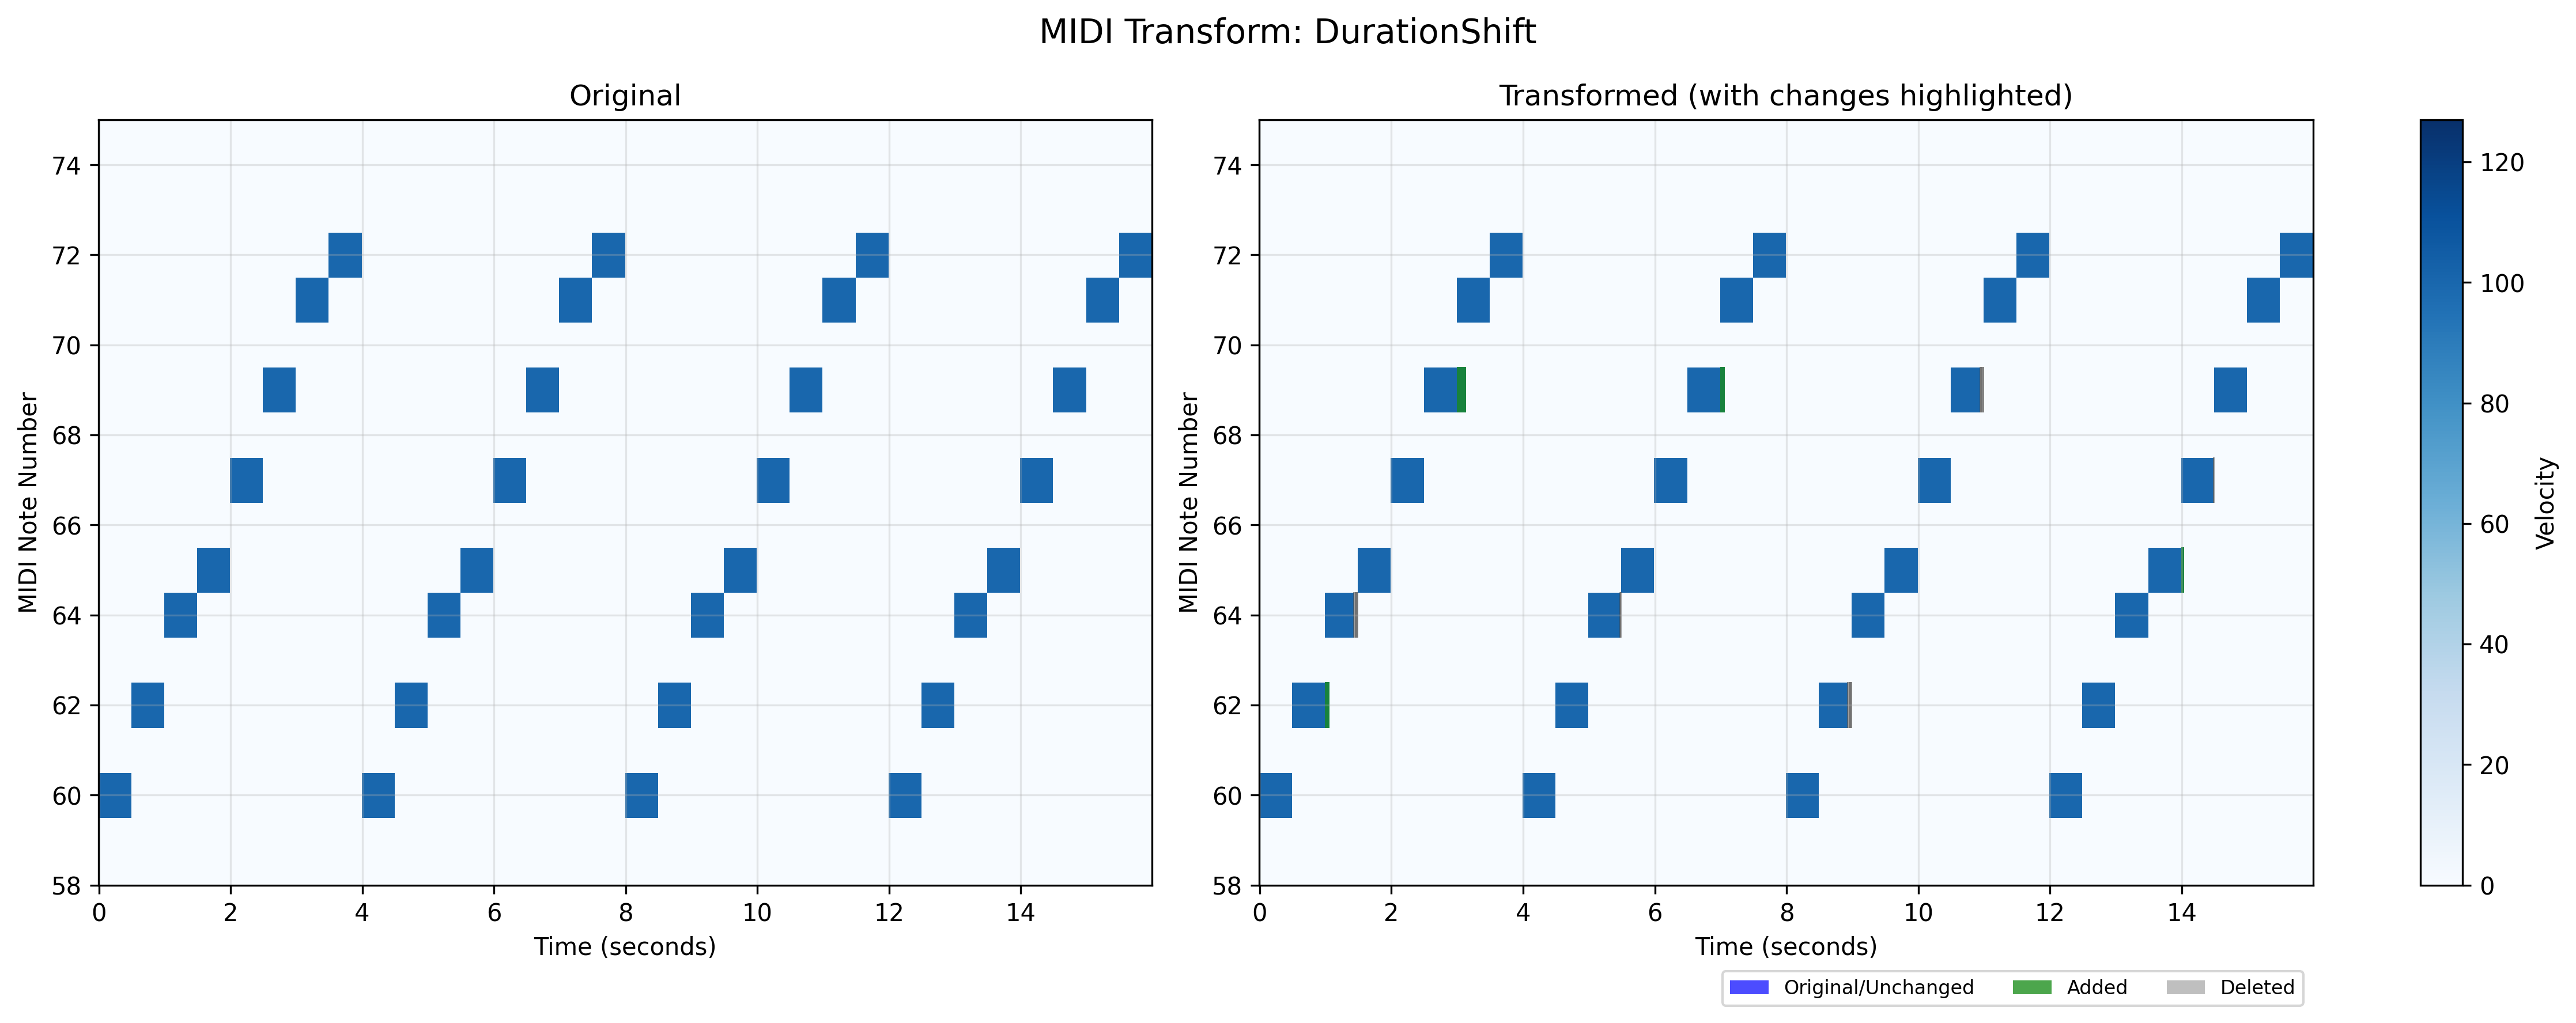 MIDI Transform: DurationShift
Original
74
72
70
68
66
64
62
60
58
MIDI Note Number
0 2 4 6 8 10 12 14
Time (seconds)
Transformed (with changes highlighted)
74
72
70
68
66
64
62
60
58
MIDI Note Number
0 2 4 6 8 10 12 14
Time (seconds)
Original/Unchanged Added Deleted
120
100
80
60
40
20
0
Velocity